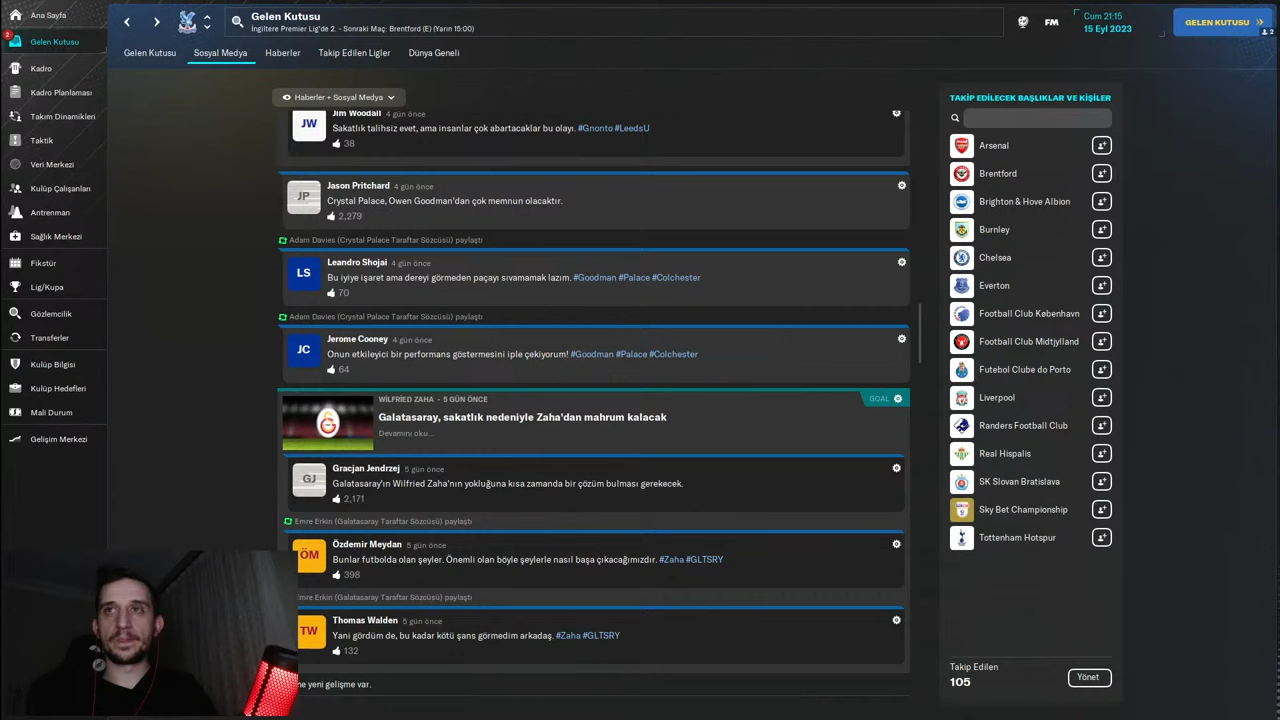 Ana Sayfa
2
Gelen Kutusu
Kadro
Kadro Planlaması
Takım Dinamikleri
Taktik
Veri Merkezi
Kulüp Çalışanları
Antrenman
Sağlık Merkezi
Fikstür
Lig/Kupa
Gözlemcilik
Transferler
Kulüp Bilgisi
Kulüp Hedefleri
Mali Durum
Gelişim Merkezi
Gelen Kutusu
İngiltere Premier Lig'de 2. - Sonraki Maç: Brentford (E) (Yarın 15:00)
FM
Cum 21:15
15 Eyl 2023
GELEN KUTUSU
2
Gelen Kutusu Sosyal Medya Haberler Takip Edilen Ligler Dünya Geneli
Haberler + Sosyal Medya
JW
Jim Woodall 4 gün önce
Sakatlık talihsiz evet, ama insanlar çok abartacaklar bu olayı. #Gnonto #LeedsU
38
JP
Jason Pritchard 4 gün önce
Crystal Palace, Owen Goodman'dan çok memnun olacaktır.
2,279
Adam Davies (Crystal Palace Taraftar Sözcüsü) paylaştı
LS
Leandro Shojai 4 gün önce
Bu iyiye işaret ama dereyi görmeden paçayı sıvamamak lazım. #Goodman #Palace #Colchester
70
Adam Davies (Crystal Palace Taraftar Sözcüsü) paylaştı
JC
Jerome Cooney 4 gün önce
Onun etkileyici bir performans göstermesini iple çekiyorum! #Goodman #Palace #Colchester
64
WİLFRİED ZAHA - 5 GÜN ÖNCE
GOAL
Galatasaray, sakatlık nedeniyle Zaha'dan mahrum kalacak
Devamını oku...
GJ
Gracjan Jendrzej 5 gün önce
Galatasaray'ın Wilfried Zaha'nın yokluğuna kısa zamanda bir çözüm bulması gerekecek.
2,171
Emre Erkin (Galatasaray Taraftar Sözcüsü) paylaştı
ÖM
Özdemir Meydan 5 gün önce
Bunlar futbolda olan şeyler. Önemli olan böyle şeylerle nasıl başa çıkacağımızdır. #Zaha #GLTSRY
398
Emre Erkin (Galatasaray Taraftar Sözcüsü) paylaştı
TW
Thomas Walden 5 gün önce
Yani gördüm de, bu kadar kötü şans görmedim arkadaş. #Zaha #GLTSRY
132
yeni gelişme var.
TAKİP EDİLECEK BAŞLIKLAR VE KİŞİLER
Arsenal
Brentford
Brighton & Hove Albion
Burnley
Chelsea
Everton
Football Club København
Football Club Midtjylland
Futebol Clube do Porto
Liverpool
Randers Football Club
Real Hispalis
SK Slovan Bratislava
Sky Bet Championship
Tottenham Hotspur
Takip Edilen
105
Yönet